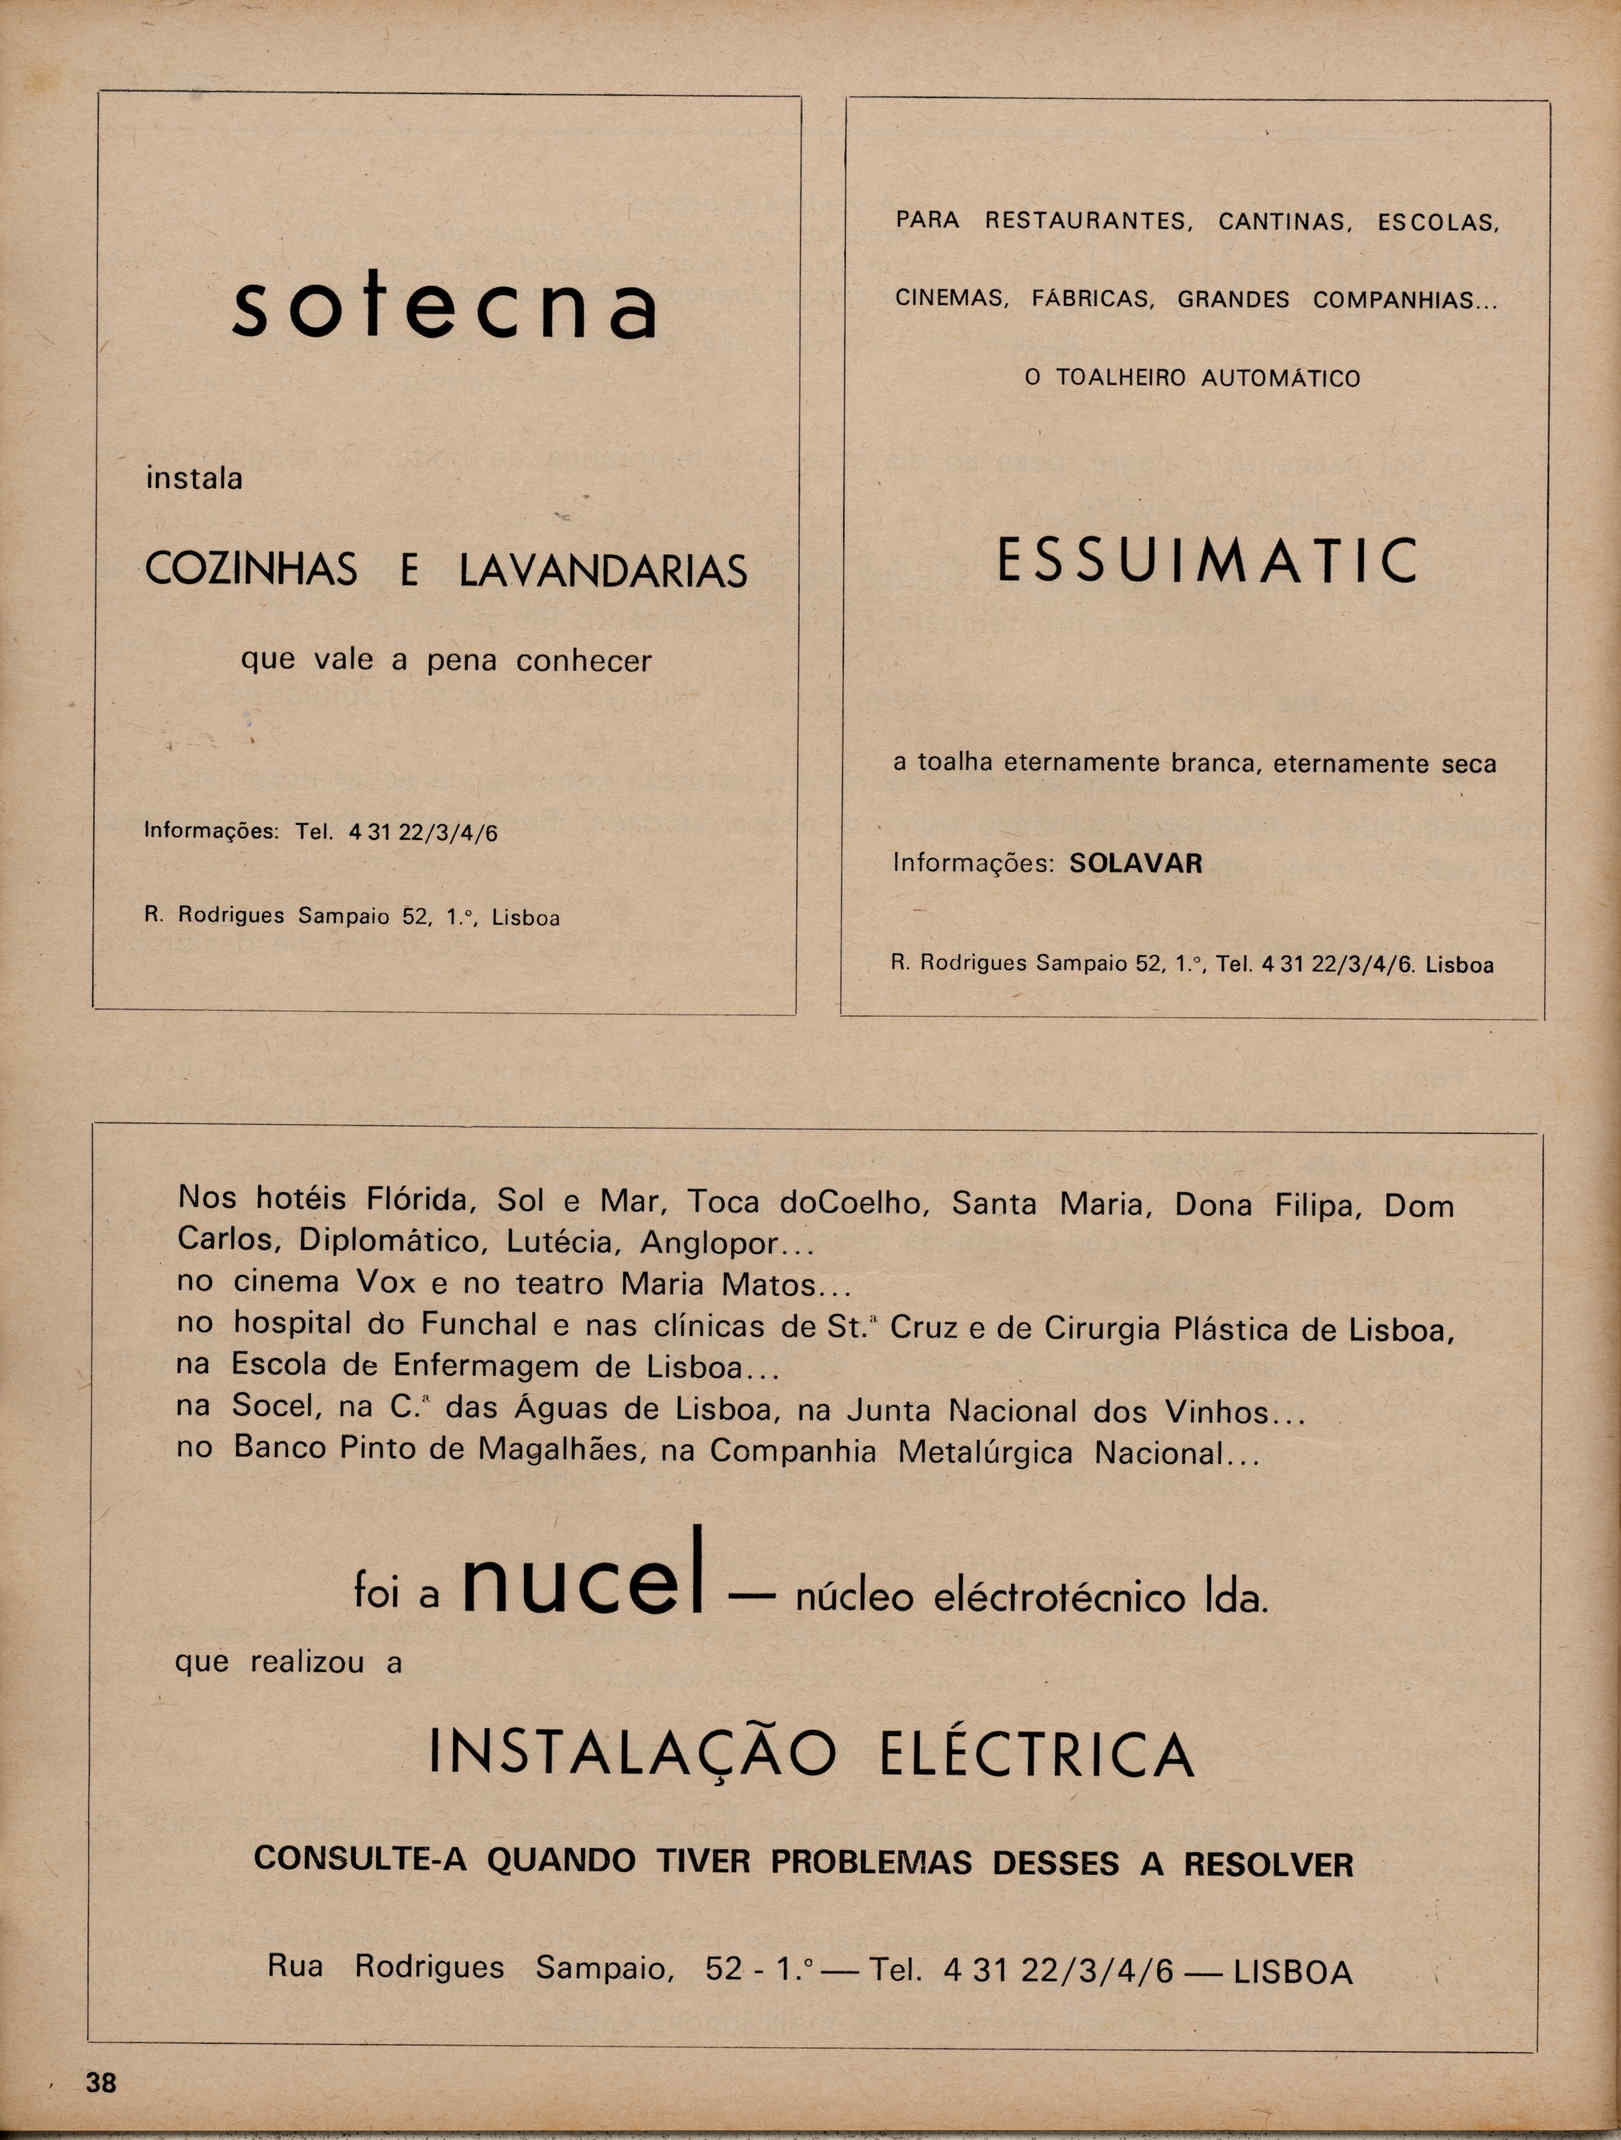 sotecna
instala
COZINHAS E LAVANDARIAS
que vale a pena conhecer
Informações: Tel. 4 31 22/3/4/6
R. Rodrigues Sampaio 52, 1.º, Lisboa
PARA RESTAURANTES, CANTINAS, ESCOLAS,
CINEMAS, FÁBRICAS, GRANDES COMPANHIAS...
O TOALHEIRO AUTOMÁTICO
ESSUIMATIC
a toalha eternamente branca, eternamente seca
Informações: SOLAVAR
R. Rodrigues Sampaio 52, 1.º, Tel. 4 31 22/3/4/6. Lisboa
Nos hotéis Flórida, Sol e Mar, Toca doCoelho, Santa Maria, Dona Filipa, Dom
Carlos, Diplomático, Lutécia, Anglopor...
no cinema Vox e no teatro Maria Matos...
no hospital do Funchal e nas clínicas de St.ª Cruz e de Cirurgia Plástica de Lisboa,
na Escola de Enfermagem de Lisboa...
na Socel, na C.ª das Águas de Lisboa, na Junta Nacional dos Vinhos...
no Banco Pinto de Magalhães, na Companhia Metalúrgica Nacional...
foi a nucel — núcleo eléctrotécnico lda.
que realizou a
INSTALAÇÃO ELÉCTRICA
CONSULTE-A QUANDO TIVER PROBLEMAS DESSES A RESOLVER
Rua Rodrigues Sampaio, 52 - 1.º — Tel. 4 31 22/3/4/6 — LISBOA
38